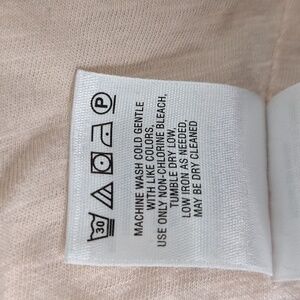 30
P
MACHINE WASH COLD GENTLE
WITH LIKE COLORS,
USE ONLY NON-CHLORINE BLEACH,
TUMBLE DRY LOW,
LOW IRON AS NEEDED,
MAY BE DRY CLEANED